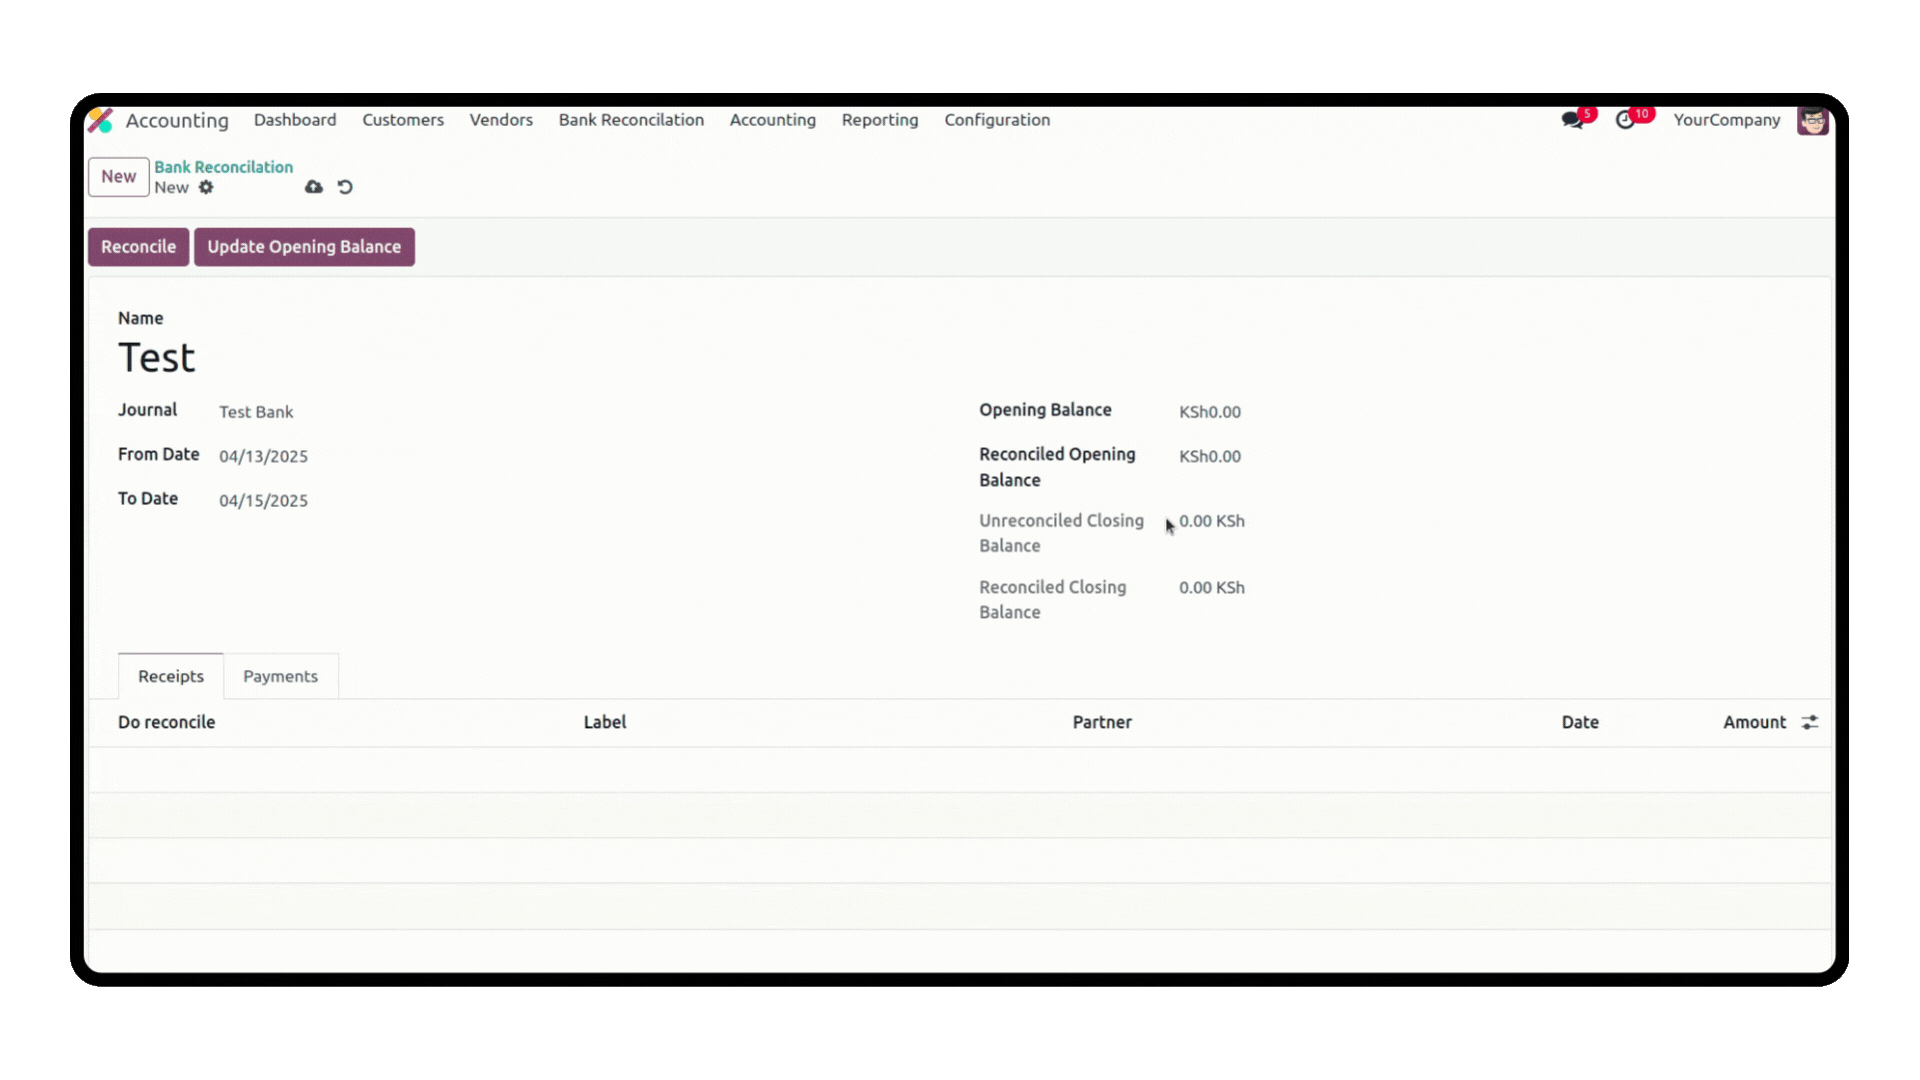 Accounting Dashboard Customers Vendors Bank Reconcilation Accounting Reporting Configuration 5 10 YourCompany
New
Bank Reconcilation
New
Reconcile Update Opening Balance
Name
Test
Journal Test Bank
From Date 04/13/2025
To Date 04/15/2025
Opening Balance KSh0.00
Reconciled Opening KSh0.00
Balance
Unreconciled Closing 0.00 KSh
Balance
Reconciled Closing 0.00 KSh
Balance
Receipts Payments
Do reconcile Label Partner Date Amount